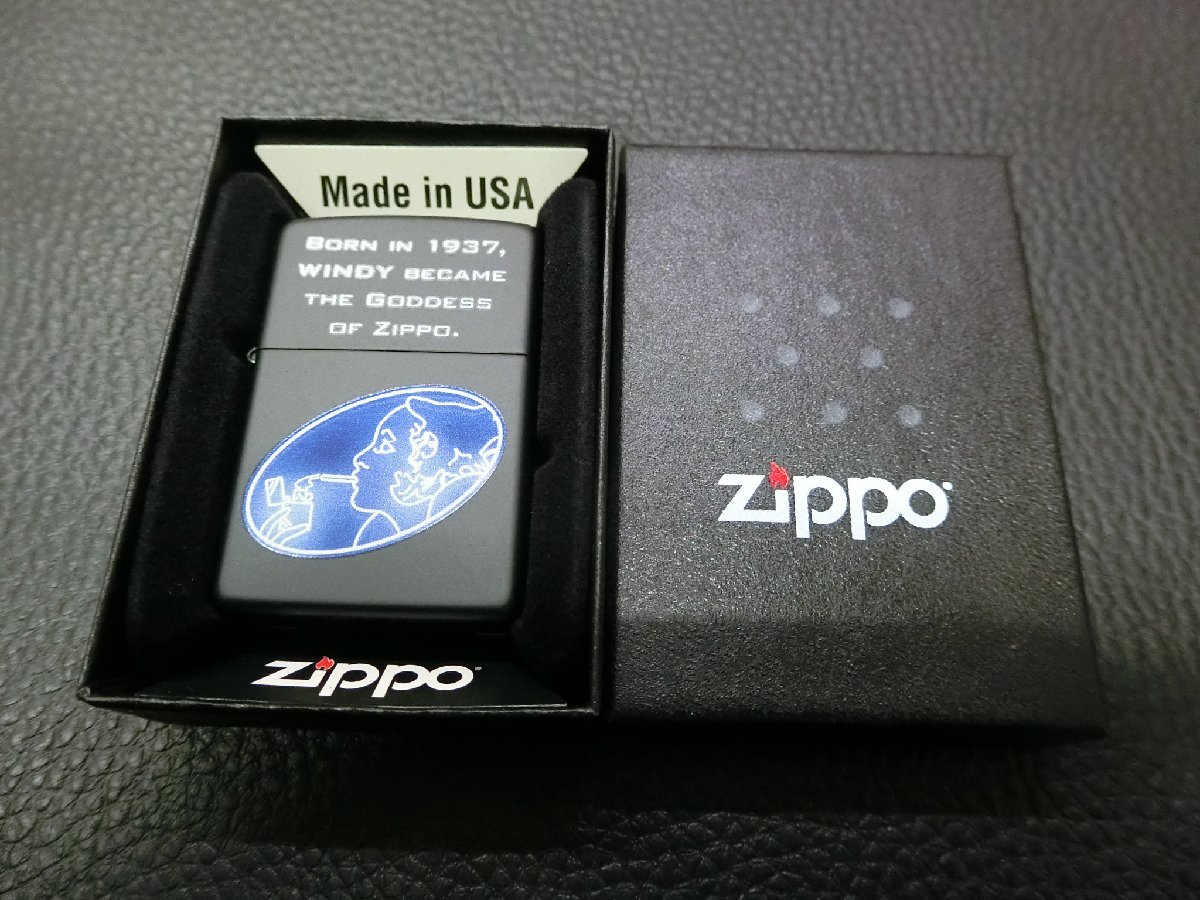 Made in USA
BORN IN 1937,
WINDY BECAME
THE GODDESS
OF ZIPPO.
zippo
zippo